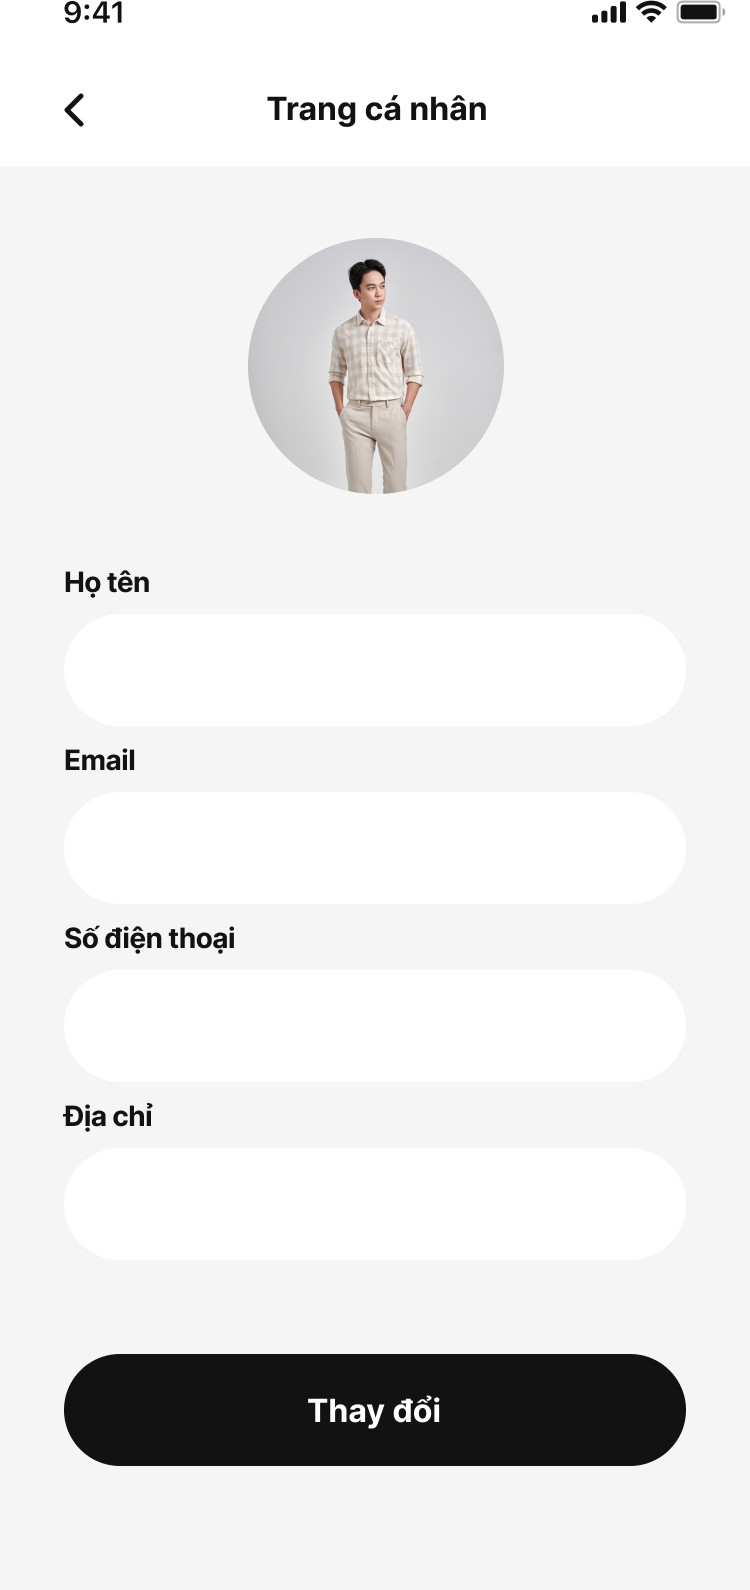 9:41
Trang cá nhân
Họ tên
Email
Số điện thoại
Địa chỉ
Thay đổi